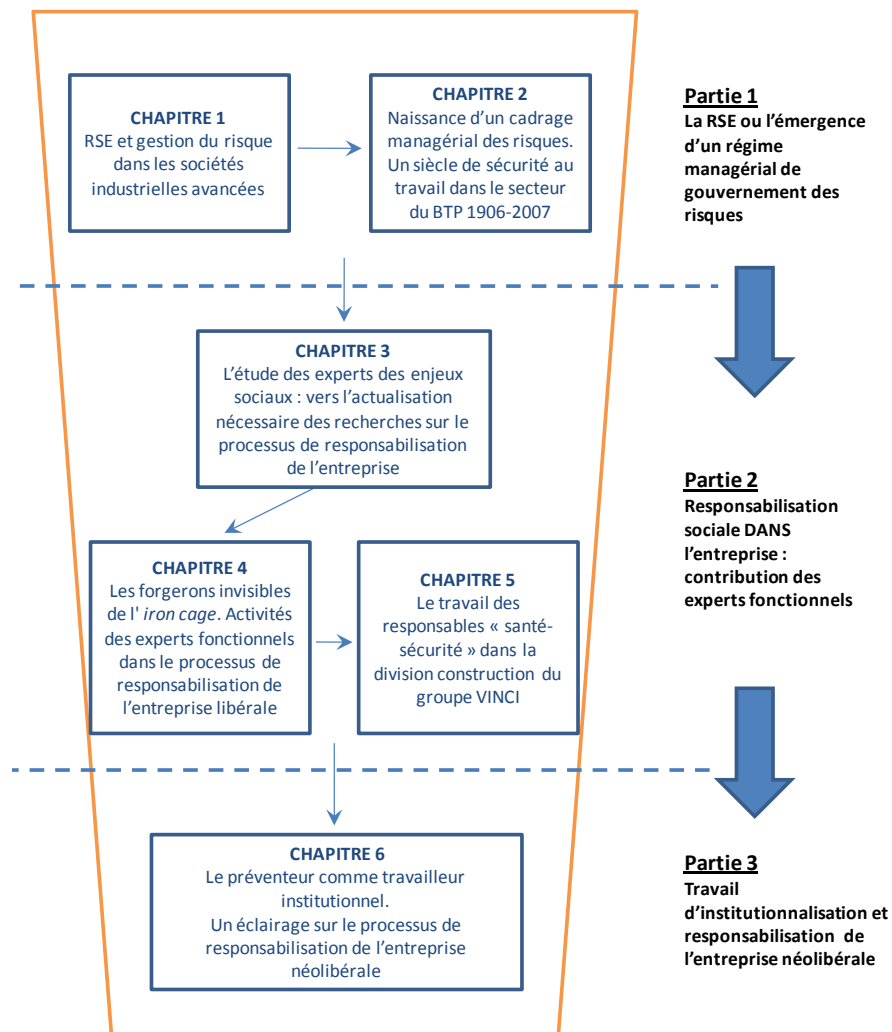 CHAPITRE 1
RSE et gestion du risque
dans les sociétés
industrielles avancées
CHAPITRE 2
Naissance d'un cadrage
managérial des risques.
Un siècle de sécurité au
travail dans le secteur
du BTP 1906-2007
Partie 1
La RSE ou l'émergence
d'un régime
managérial de
gouvernement des
risques
CHAPITRE 3
L'étude des experts des enjeux
sociaux : vers l'actualisation
nécessaire des recherches sur le
processus de responsabilisation
de l'entreprise
CHAPITRE 4
Les forgerons invisibles
de l' iron cage. Activités
des experts fonctionnels
dans le processus de
responsabilisation de
l'entreprise libérale
CHAPITRE 5
Le travail des
responsables « santé-
sécurité » dans la
division construction du
groupe VINCI
Partie 2
Responsabilisation
sociale DANS
l'entreprise :
contribution des
experts fonctionnels
CHAPITRE 6
Le préventeur comme travailleur
institutionnel.
Un éclairage sur le processus de
responsabilisation de l'entreprise
néolibérale
Partie 3
Travail
d'institutionnalisation et
responsabilisation de
l'entreprise néolibérale